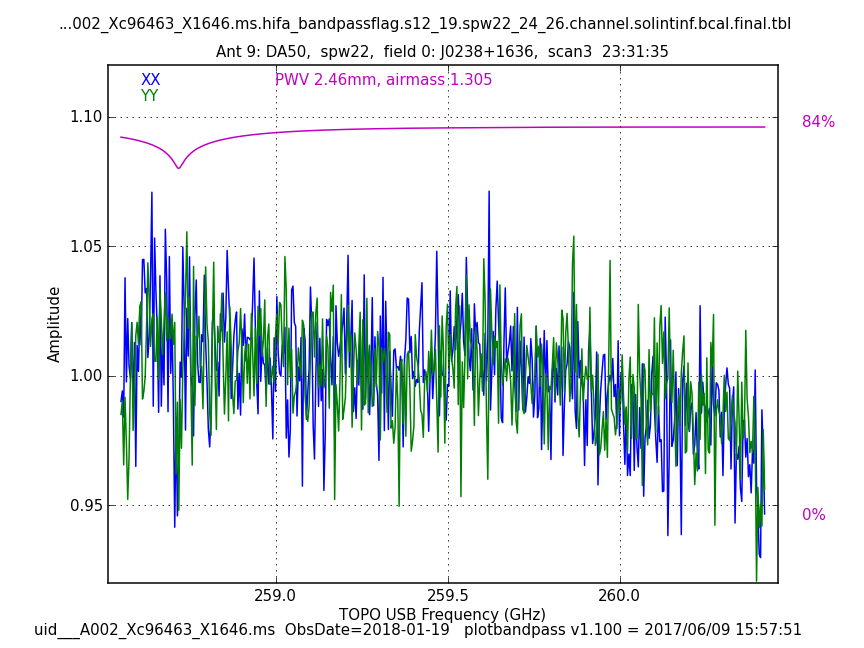 ...002_Xc96463_X1646.ms.hifa_bandpassflag.s12_19.spw22_24_26.channel.solintinf.bcal.final.tbl
Ant 9: DA50,  spw22,  field 0: J0238+1636,  scan3  23:31:35
XX
PWV 2.46mm, airmass 1.305
YY
1.10
84%
1.05
Amplitude
1.00
0.95
0%
259.0
259.5
260.0
TOPO USB Frequency (GHz)
uid___A002_Xc96463_X1646.ms  ObsDate=2018-01-19   plotbandpass v1.100 = 2017/06/09 15:57:51